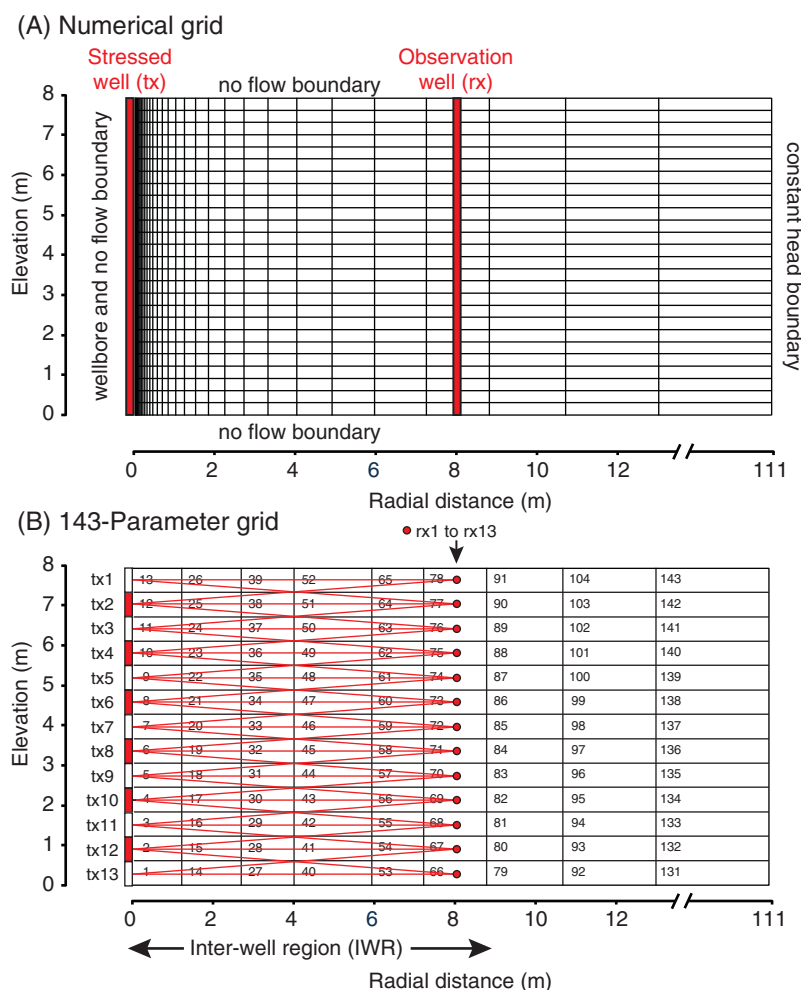 (A) Numerical grid
Stressed well (tx)
Observation well (rx)
no flow boundary
Elevation (m)
8
7
6
5
4
3
2
1
0
wellbore and no flow boundary
constant head boundary
no flow boundary
0 2 4 6 8 10 12 111
Radial distance (m)
(B) 143-Parameter grid
rx1 to rx13
Elevation (m)
8
7
6
5
4
3
2
1
0
tx1 13 26 39 52 65 78 91 104 143
tx2 12 25 38 51 64 77 90 103 142
tx3 11 24 37 50 63 76 89 102 141
tx4 10 23 36 49 62 75 88 101 140
tx5 9 22 35 48 61 74 87 100 139
tx6 8 21 34 47 60 73 86 99 138
tx7 7 20 33 46 59 72 85 98 137
tx8 6 19 32 45 58 71 84 97 136
tx9 5 18 31 44 57 70 83 96 135
tx10 4 17 30 43 56 69 82 95 134
tx11 3 16 29 42 55 68 81 94 133
tx12 2 15 28 41 54 67 80 93 132
tx13 1 14 27 40 53 66 79 92 131
0 2 4 6 8 10 12 111
Inter-well region (IWR)
Radial distance (m)